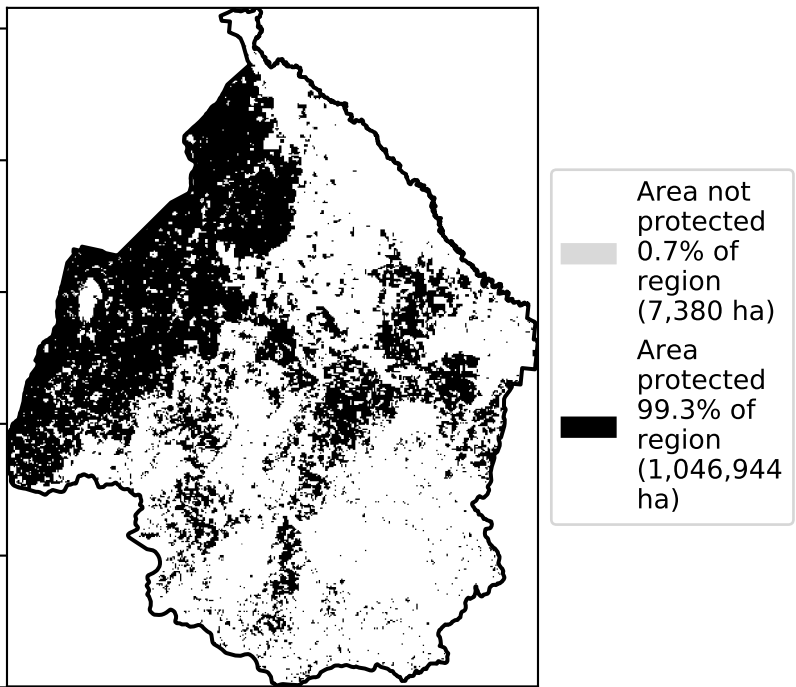 Area not
protected
0.7% of
region
(7,380 ha)
Area
protected
99.3% of
region
(1,046,944
ha)